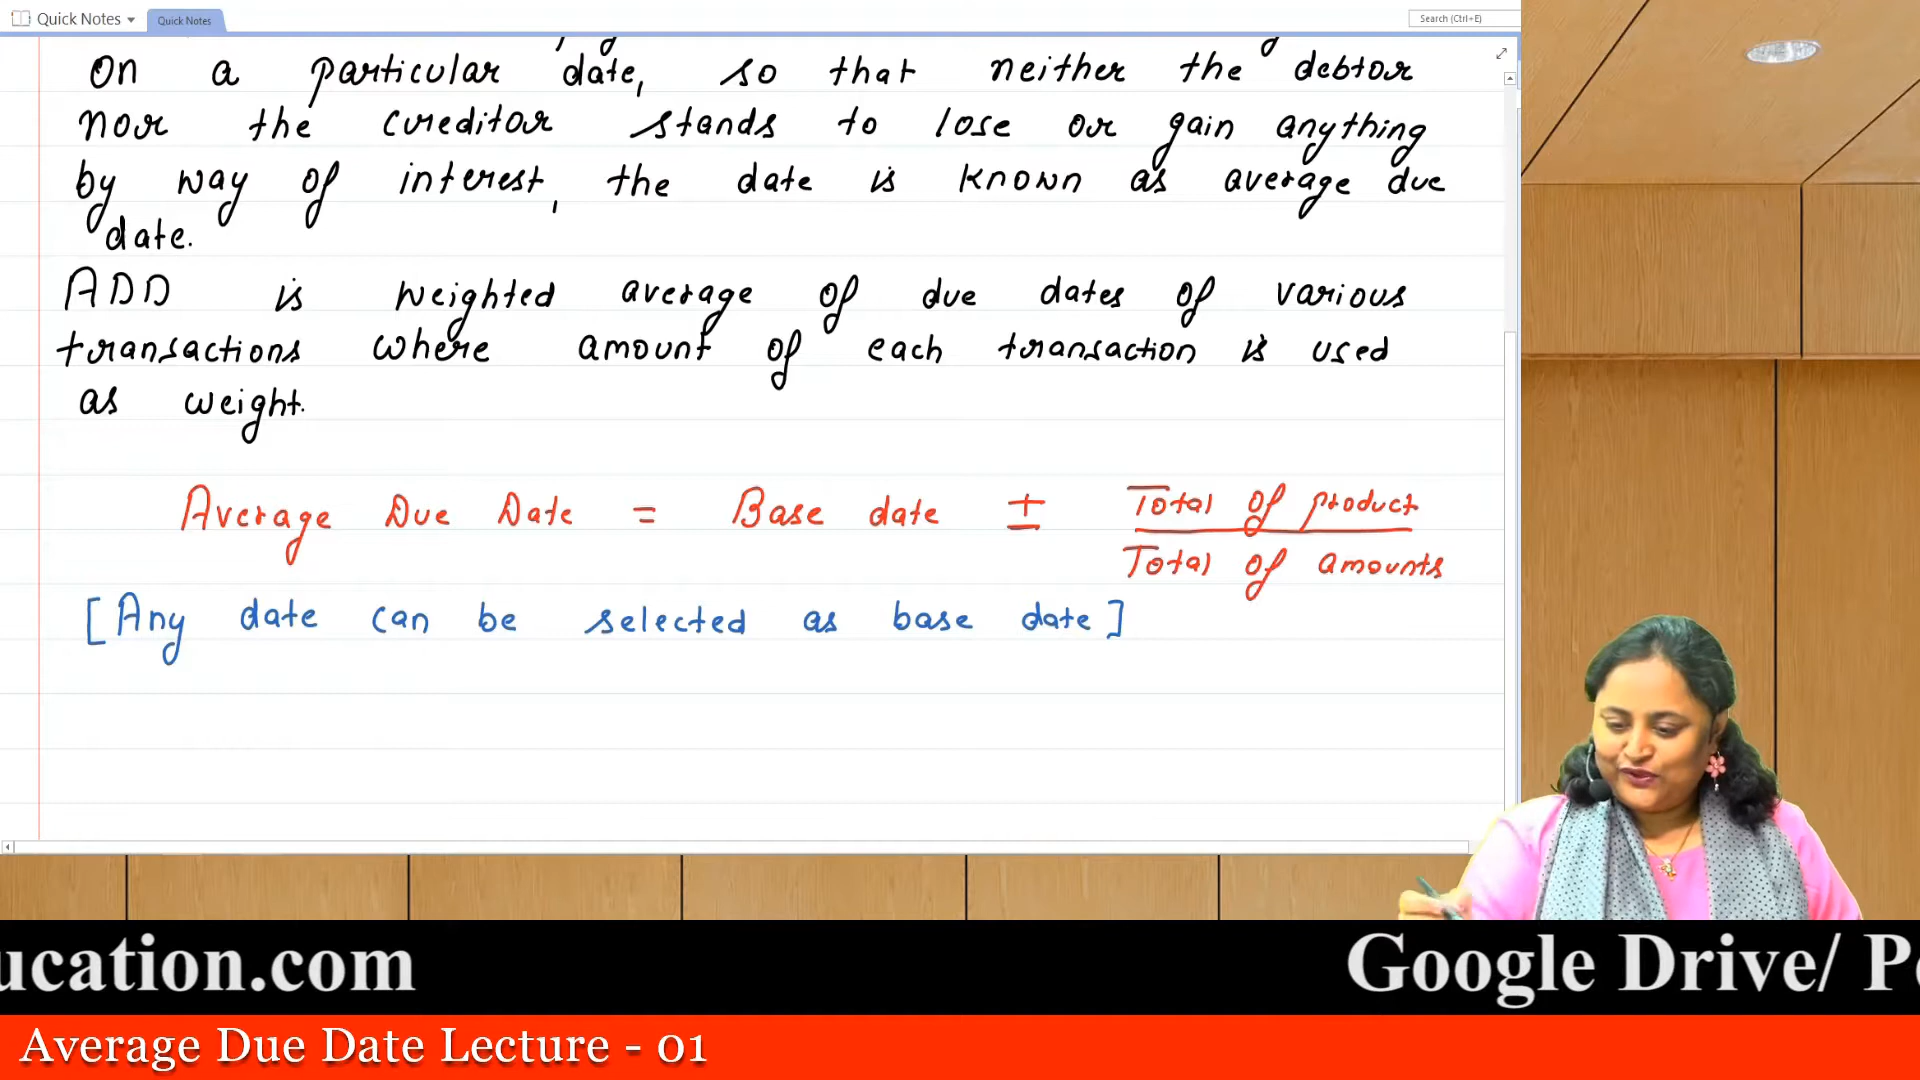 Quick Notes
Quick Notes
Search (Ctrl+E)
On a particular date, so that neither the debtor
nor the creditor stands to lose or gain anything
by way of interest, the date is known as average due
date.
ADD is weighted average of due dates of various
transactions where amount of each transaction is used
as weight.
Average Due Date = Base date ± Total of product
Total of amounts
[Any date can be selected as base date]
ucation.com
Google Drive/ P
Average Due Date Lecture - 01